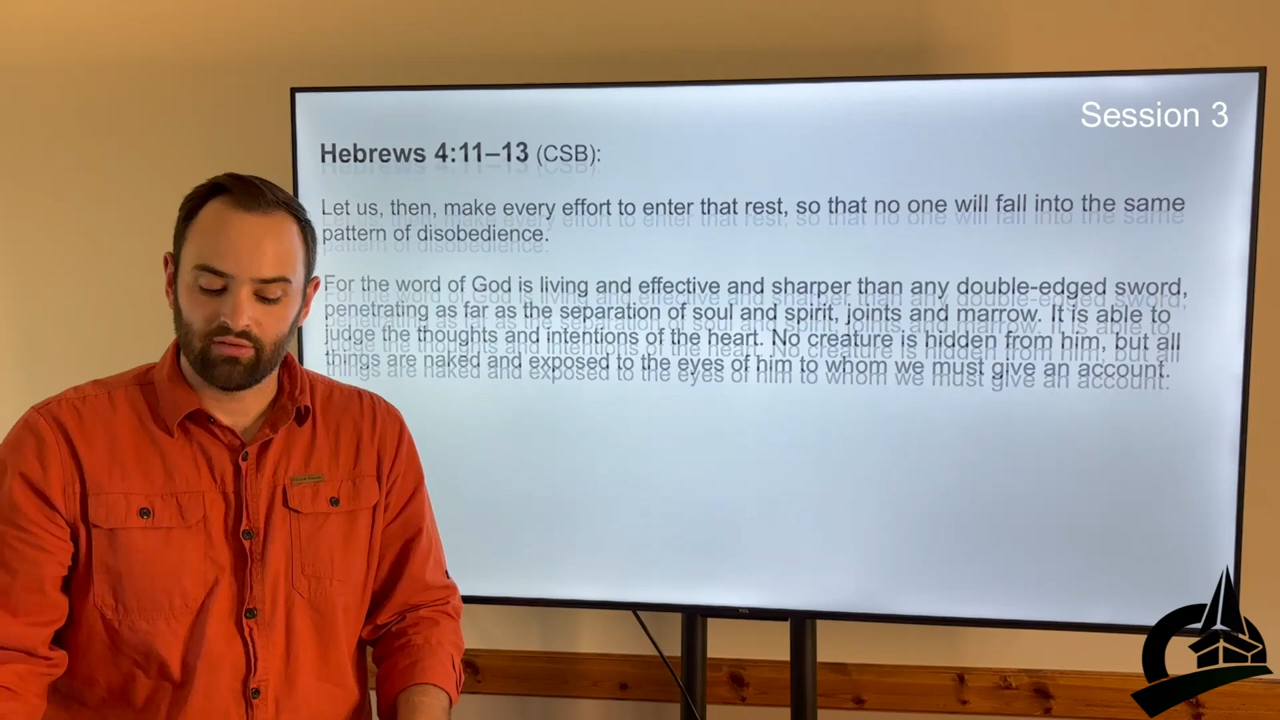 Session 3
Hebrews 4:11–13 (CSB):
Let us, then, make every effort to enter that rest, so that no one will fall into the same
pattern of disobedience.
For the word of God is living and effective and sharper than any double-edged sword,
penetrating as far as the separation of soul and spirit, joints and marrow. It is able to
judge the thoughts and intentions of the heart. No creature is hidden from him, but all
things are naked and exposed to the eyes of him to whom we must give an account.
TCL